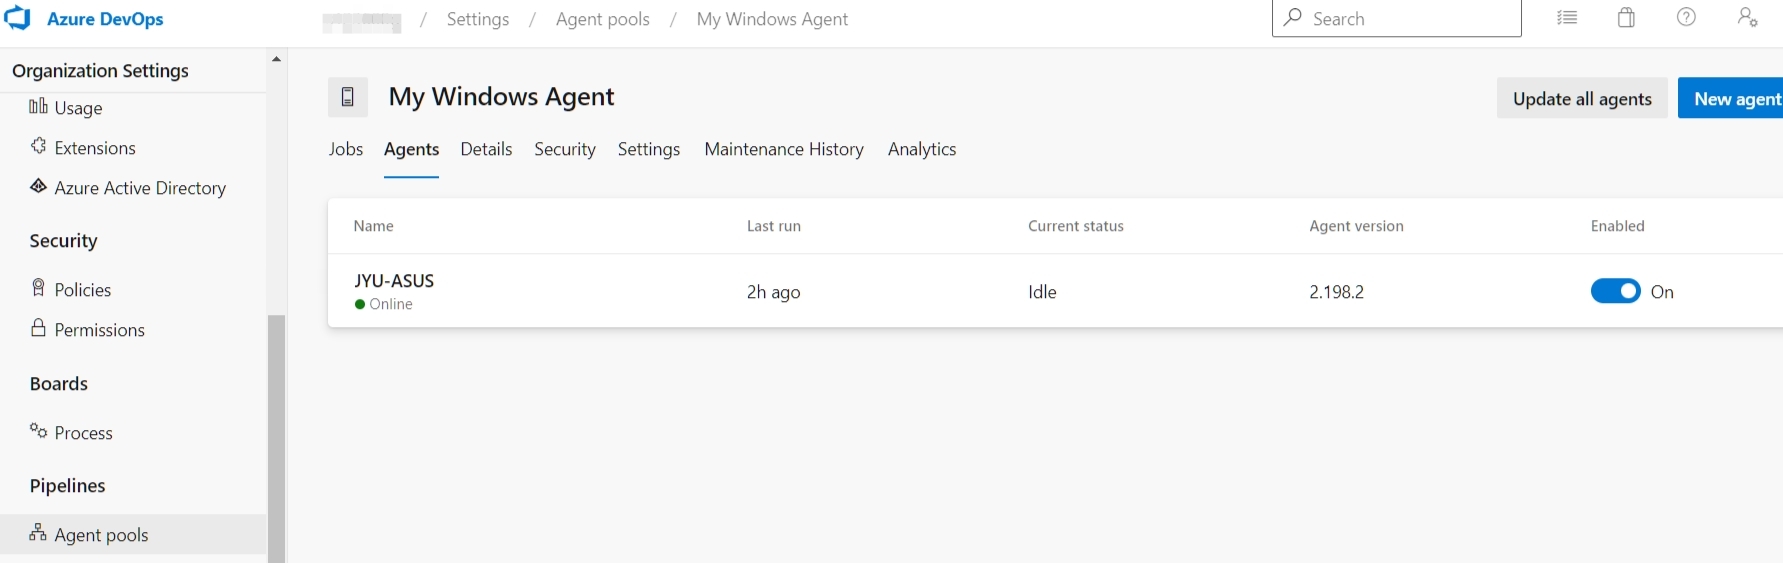 Azure DevOps / Settings / Agent pools / My Windows Agent Search
Organization Settings
Usage
Extensions
Azure Active Directory
Security
Policies
Permissions
Boards
Process
Pipelines
Agent pools
My Windows Agent
Update all agents New agent
Jobs Agents Details Security Settings Maintenance History Analytics
Name Last run Current status Agent version Enabled
JYU-ASUS 2h ago Idle 2.198.2 On
Online